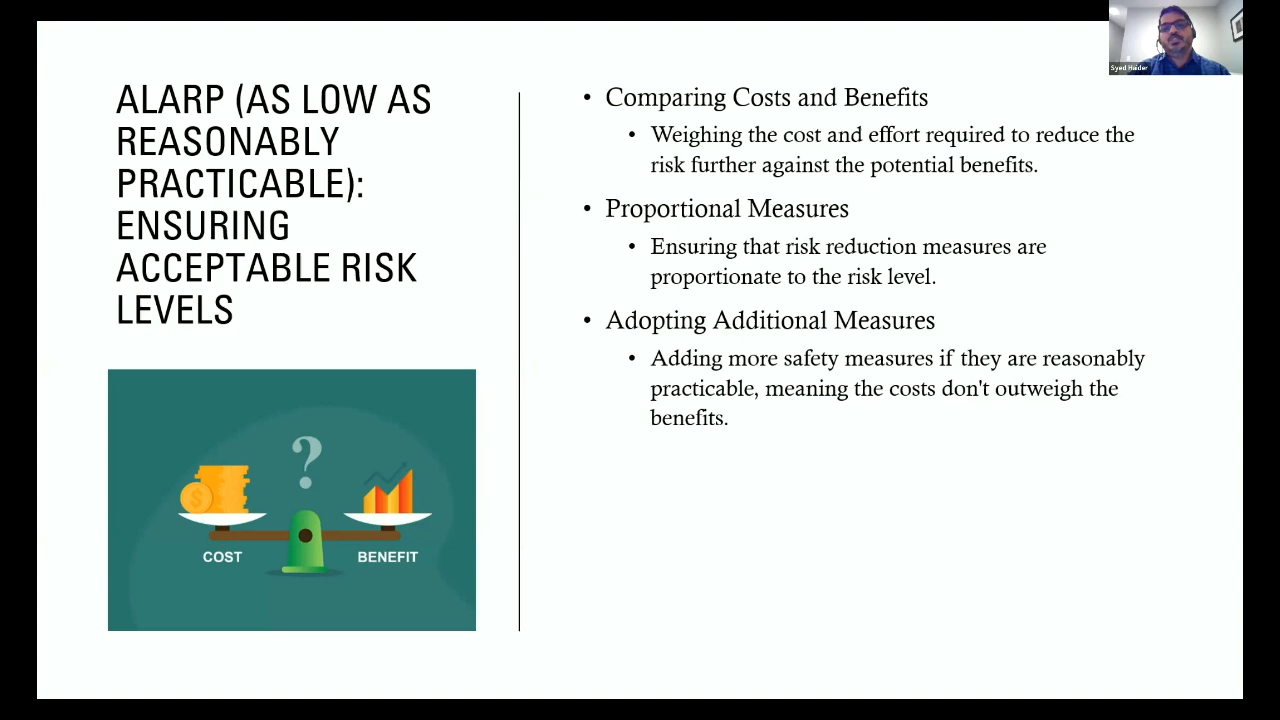 Syed Haider
ALARP (AS LOW AS
REASONABLY
PRACTICABLE):
ENSURING
ACCEPTABLE RISK
LEVELS
• Comparing Costs and Benefits
• Weighing the cost and effort required to reduce the
risk further against the potential benefits.
• Proportional Measures
• Ensuring that risk reduction measures are
proportionate to the risk level.
• Adopting Additional Measures
• Adding more safety measures if they are reasonably
practicable, meaning the costs don't outweigh the
benefits.
?
$
COST
BENEFIT